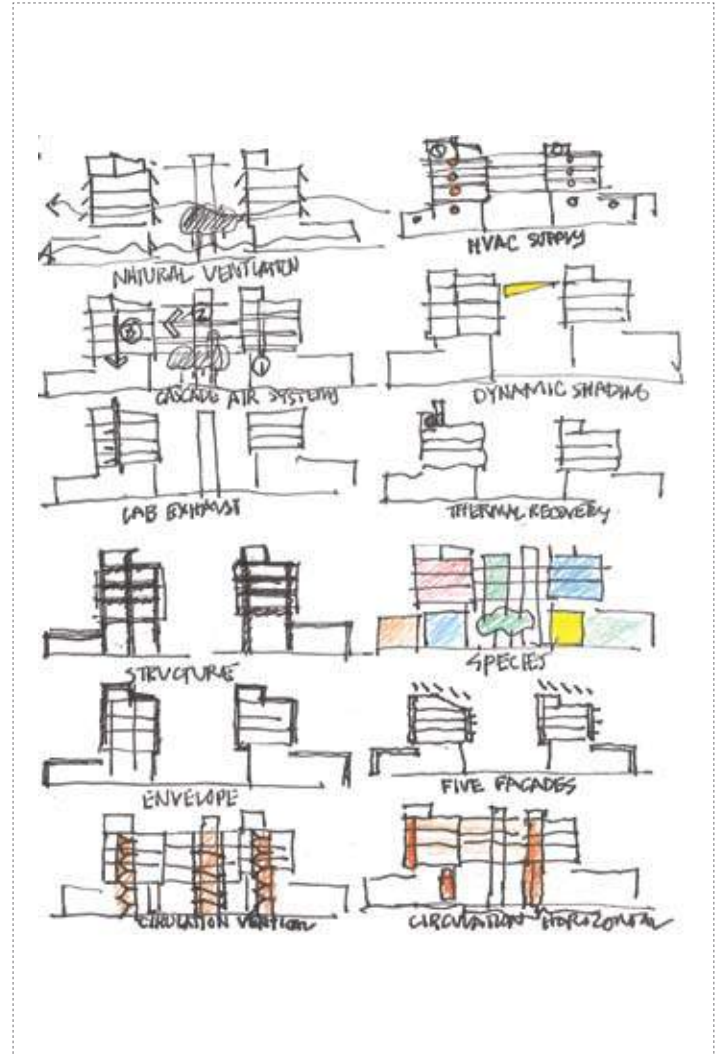 NATURAL VENTILATION
HVAC SUPPLY
CASCADE AIR SYSTEMS
DYNAMIC SHADING
LAB EXHAUST
THERMAL RECOVERY
STRUCTURE
SPECIES
ENVELOPE
FIVE FACADES
CIRCULATION VERTICAL
CIRCULATION HORIZONTAL